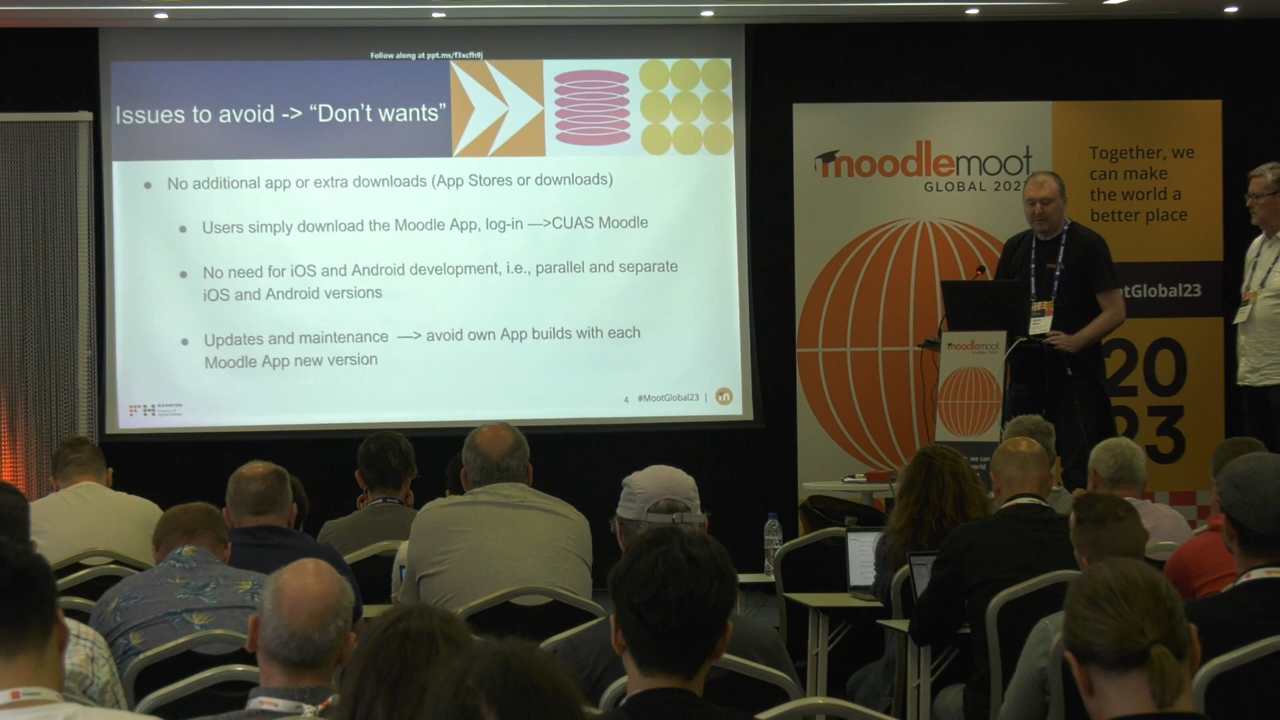 Follow along at ppt.ms/f3xcfh9j
Issues to avoid -> “Don’t wants”
● No additional app or extra downloads (App Stores or downloads)
● Users simply download the Moodle App, log-in —>CUAS Moodle
● No need for iOS and Android development, i.e., parallel and separate
iOS and Android versions
● Updates and maintenance —> avoid own App builds with each
Moodle App new version
4 #MootGlobal23 |
moodlemoot
GLOBAL 202
Together, we
can make
the world a
better place
otGlobal23
20
23
moodlemoot